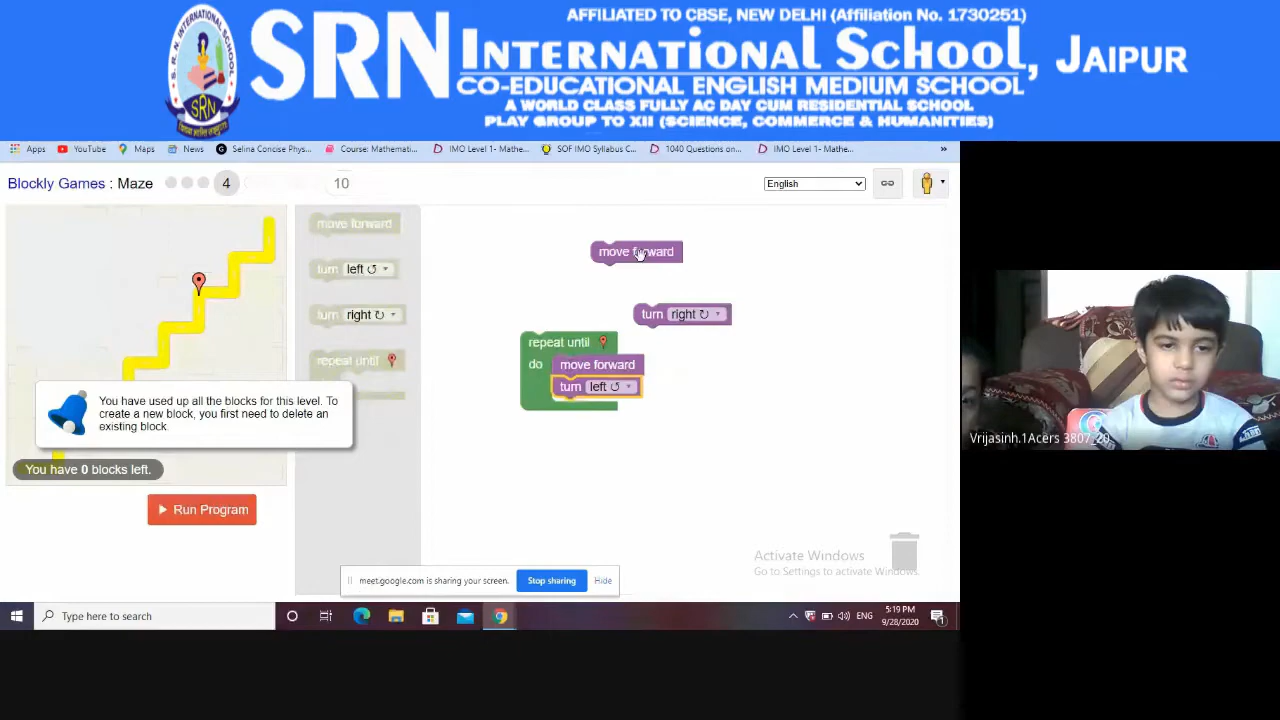 AFFILIATED TO CBSE, NEW DELHI (Affiliation No. 1730251)
SRN INTERNATIONAL SCHOOL, JAIPUR
CO-EDUCATIONAL ENGLISH MEDIUM SCHOOL
A WORLD CLASS FULLY AC DAY CUM RESIDENTIAL SCHOOL
PLAY GROUP TO XII (SCIENCE, COMMERCE & HUMANITIES)
SRN
Apps YouTube Maps News Selina Concise Phys... Course: Mathemati... IMO Level 1- Mathe... SOF IMO Syllabus C... 1040 Questions on... IMO Level 1- Mathe... »
Blockly Games : Maze 4 10 English
move forward
turn left ↺
turn right ↻
repeat until
move forward
turn right ↻
repeat until
do move forward
turn left ↺
You have used up all the blocks for this level. To
create a new block, you first need to delete an
existing block.
You have 0 blocks left.
Run Program
Activate Windows
Go to Settings to activate Windows.
meet.google.com is sharing your screen. Stop sharing Hide
Type here to search
ENG
5:19 PM
9/28/2020
1
Vrijasinh.1Acers 3807_20